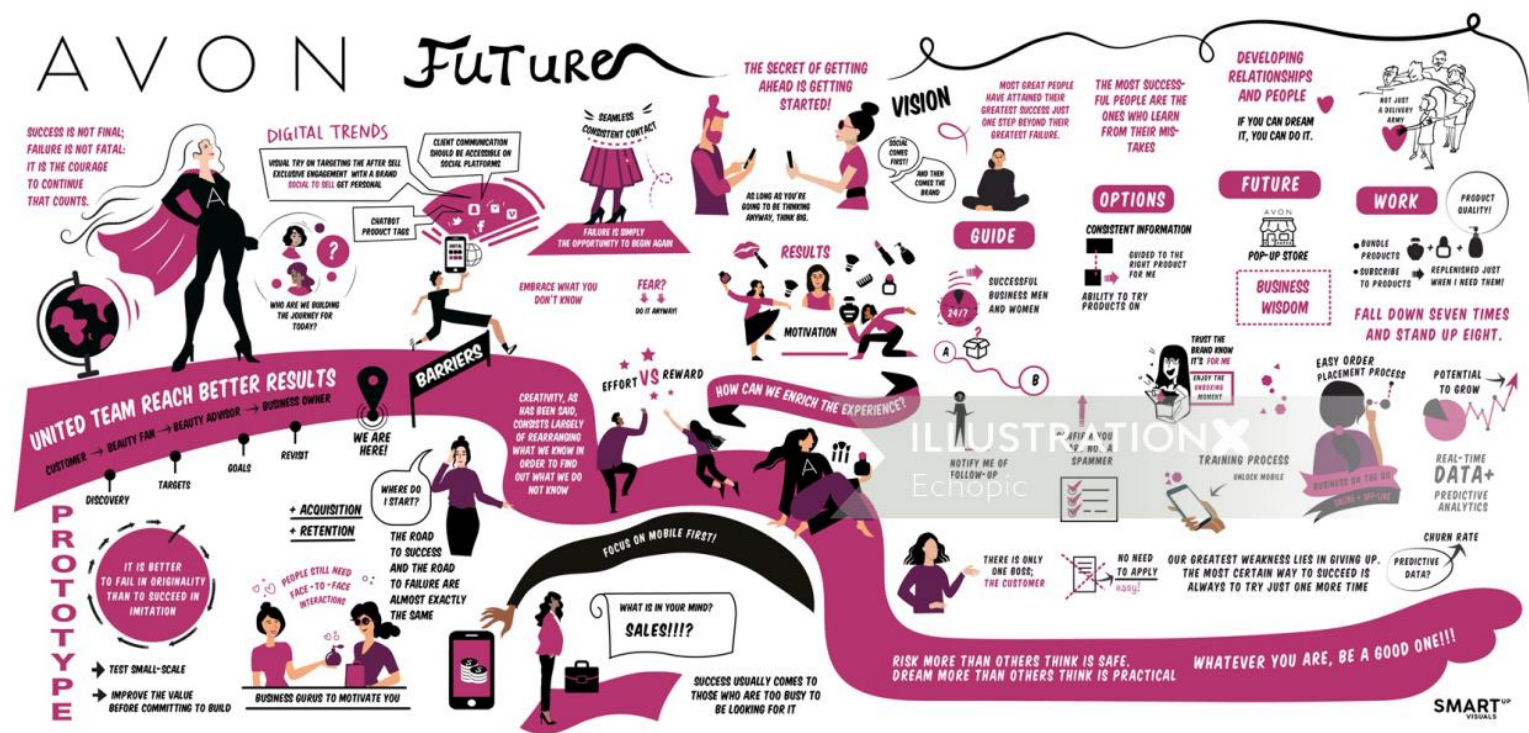 AVON FUTURE
SUCCESS IS NOT FINAL;
FAILURE IS NOT FATAL:
IT IS THE COURAGE
TO CONTINUE
THAT COUNTS.
DIGITAL TRENDS
VISUAL TRY ON TARGETING THE AFTER SELL
EXCLUSIVE ENGAGEMENT WITH A BRAND
SOCIAL TO SELL GET PERSONAL
CLIENT COMMUNICATION
SHOULD BE ACCESSIBLE ON
SOCIAL PLATFORMS
CHATBOT
PRODUCT TAGS
DIGITAL
A
?
WHO ARE WE BUILDING
THE JOURNEY FOR
TODAY?
SEAMLESS
CONSISTENT CONTACT
FAILURE IS SIMPLY
THE OPPORTUNITY TO BEGIN AGAIN
EMBRACE WHAT YOU
DON'T KNOW
FEAR?
DO IT ANYWAY!
THE SECRET OF GETTING
AHEAD IS GETTING
STARTED!
AS LONG AS YOU'RE
GOING TO BE THINKING
ANYWAY, THINK BIG.
RESULTS
MOTIVATION
VISION
SOCIAL
COMES
FIRST!
AND THEN
COMES THE
BRAND
MOST GREAT PEOPLE
HAVE ATTAINED THEIR
GREATEST SUCCESS JUST
ONE STEP BEYOND THEIR
GREATEST FAILURE.
THE MOST SUCCESS-
FUL PEOPLE ARE THE
ONES WHO LEARN
FROM THEIR MIS-
TAKES
DEVELOPING
RELATIONSHIPS
AND PEOPLE
IF YOU CAN DREAM
IT, YOU CAN DO IT.
NOT JUST
A DELIVERY
ARMY
GUIDE
24/7
SUCCESSFUL
BUSINESS MEN
AND WOMEN
?
A
B
OPTIONS
CONSISTENT INFORMATION
GUIDED TO THE
RIGHT PRODUCT
FOR ME
ABILITY TO TRY
PRODUCTS ON
FUTURE
AVON
POP-UP STORE
BUSINESS
WISDOM
WORK
PRODUCT
QUALITY!
BUNDLE
PRODUCTS
+ +
SUBSCRIBE
TO PRODUCTS
REPLENISHED JUST
WHEN I NEED THEM!
FALL DOWN SEVEN TIMES
AND STAND UP EIGHT.
UNITED TEAM REACH BETTER RESULTS
CUSTOMER → BEAUTY FAN → BEAUTY ADVISOR → BUSINESS OWNER
DISCOVERY
TARGETS
GOALS
REVISIT
WE ARE
HERE!
BARRIERS
CREATIVITY, AS
HAS BEEN SAID,
CONSISTS LARGELY
OF REARRANGING
WHAT WE KNOW IN
ORDER TO FIND
OUT WHAT WE DO
NOT KNOW
EFFORT VS REWARD
HOW CAN WE ENRICH THE EXPERIENCE?
A
TRUST THE
BRAND KNOW
IT'S FOR ME
ENJOY THE
UNBOXING
MOMENT!
EASY ORDER
PLACEMENT PROCESS
POTENTIAL
TO GROW
ILLUSTRATIONX
Echopic
NOTIFY ME OF
FOLLOW-UP
SPAMMER
TRAINING PROCESS
UNLOCK MOBILE
BUSINESS ON THE GO
ONLINE + OFF-LINE
REAL-TIME
DATA+
PREDICTIVE
ANALYTICS
CHURN RATE
PREDICTIVE
DATA?
PROTOTYPE
IT IS BETTER
TO FAIL IN ORIGINALITY
THAN TO SUCCEED IN
IMITATION
TEST SMALL-SCALE
IMPROVE THE VALUE
BEFORE COMMITTING TO BUILD
+ ACQUISITION
+ RETENTION
PEOPLE STILL NEED
FACE-TO-FACE
INTERACTIONS
BUSINESS GURUS TO MOTIVATE YOU
WHERE DO
I START?
THE ROAD
TO SUCCESS
AND THE ROAD
TO FAILURE ARE
ALMOST EXACTLY
THE SAME
FOCUS ON MOBILE FIRST!
WHAT IS IN YOUR MIND?
SALES!!!?
SUCCESS USUALLY COMES TO
THOSE WHO ARE TOO BUSY TO
BE LOOKING FOR IT
THERE IS ONLY
ONE BOSS;
THE CUSTOMER
NO NEED
TO APPLY
easy!
OUR GREATEST WEAKNESS LIES IN GIVING UP.
THE MOST CERTAIN WAY TO SUCCEED IS
ALWAYS TO TRY JUST ONE MORE TIME
RISK MORE THAN OTHERS THINK IS SAFE.
DREAM MORE THAN OTHERS THINK IS PRACTICAL
WHATEVER YOU ARE, BE A GOOD ONE!!!
SMART UP
VISUALS